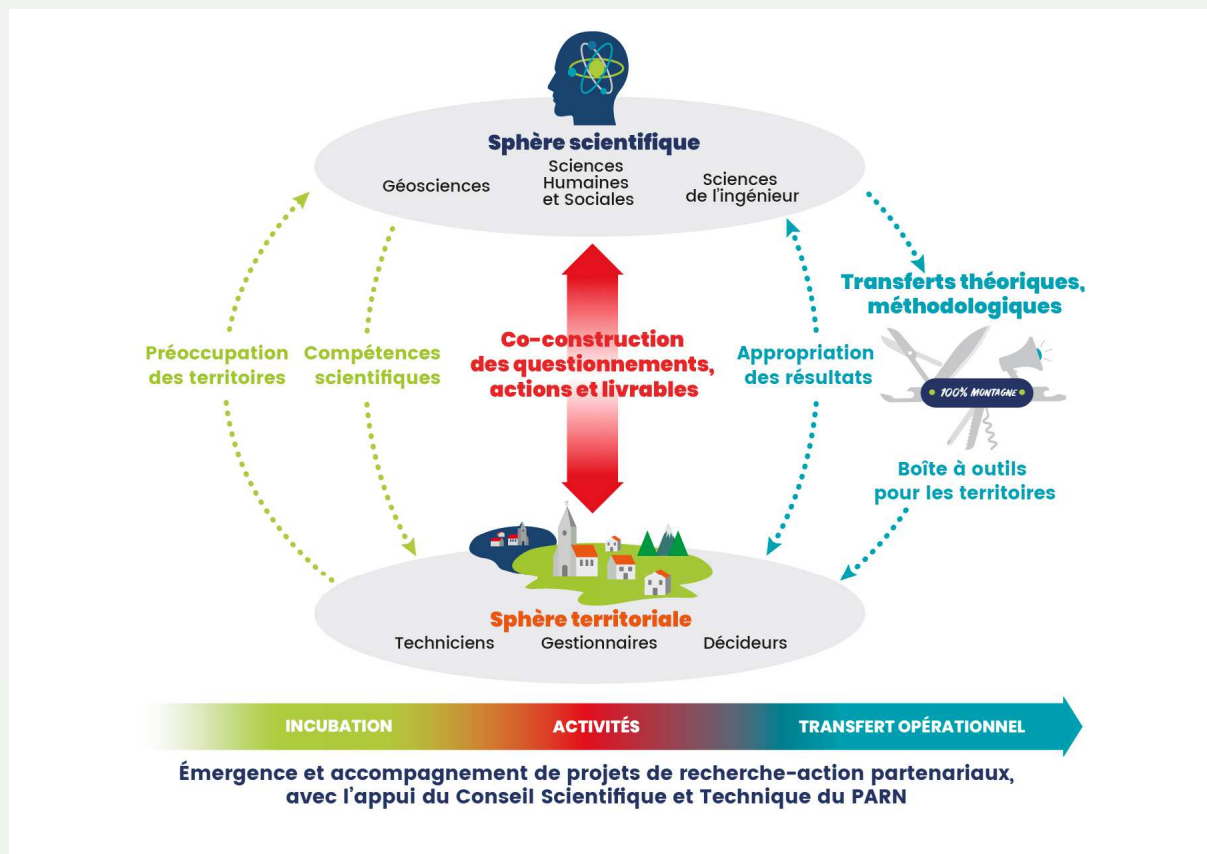 Sphère scientifique
Géosciences
Sciences
Humaines
et Sociales
Sciences
de l'ingénieur
Préoccupation
des territoires
Compétences
scientifiques
Co-construction
des questionnements,
actions et livrables
Appropriation
des résultats
Transferts théoriques,
méthodologiques
100% MONTAGNE
Boîte à outils
pour les territoires
Sphère territoriale
Techniciens
Gestionnaires
Décideurs
INCUBATION
ACTIVITÉS
TRANSFERT OPÉRATIONNEL
Émergence et accompagnement de projets de recherche-action partenariaux,
avec l'appui du Conseil Scientifique et Technique du PARN